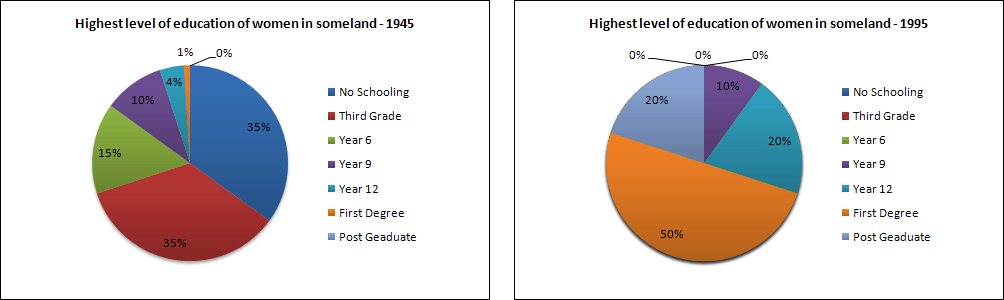 Highest level of education of women in someland - 1945
1%
0%
4%
10%
35%
15%
35%
No Schooling
Third Grade
Year 6
Year 9
Year 12
First Degree
Post Geaduate
Highest level of education of women in someland - 1995
0%
0%
0%
10%
20%
20%
50%
No Schooling
Third Grade
Year 6
Year 9
Year 12
First Degree
Post Geaduate